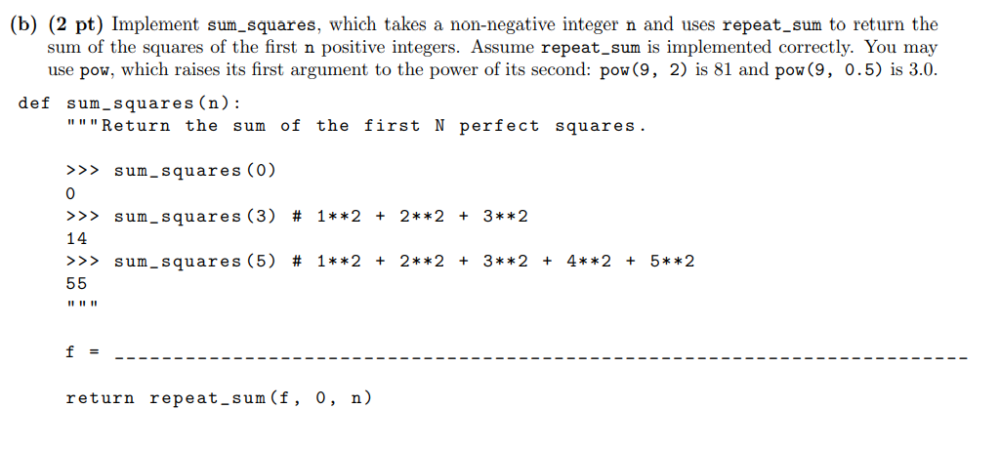 (b) (2 pt) Implement sum_squares, which takes a non-negative integer n and uses repeat_sum to return the
sum of the squares of the first n positive integers. Assume repeat_sum is implemented correctly. You may
use pow, which raises its first argument to the power of its second: pow(9, 2) is 81 and pow(9, 0.5) is 3.0.
def sum_squares(n):
"""Return the sum of the first N perfect squares.
>>> sum_squares(0)
0
>>> sum_squares(3) # 1**2 + 2**2 + 3**2
14
>>> sum_squares(5) # 1**2 + 2**2 + 3**2 + 4**2 + 5**2
55
"""
f = ________________________________________________________________________
return repeat_sum(f, 0, n)